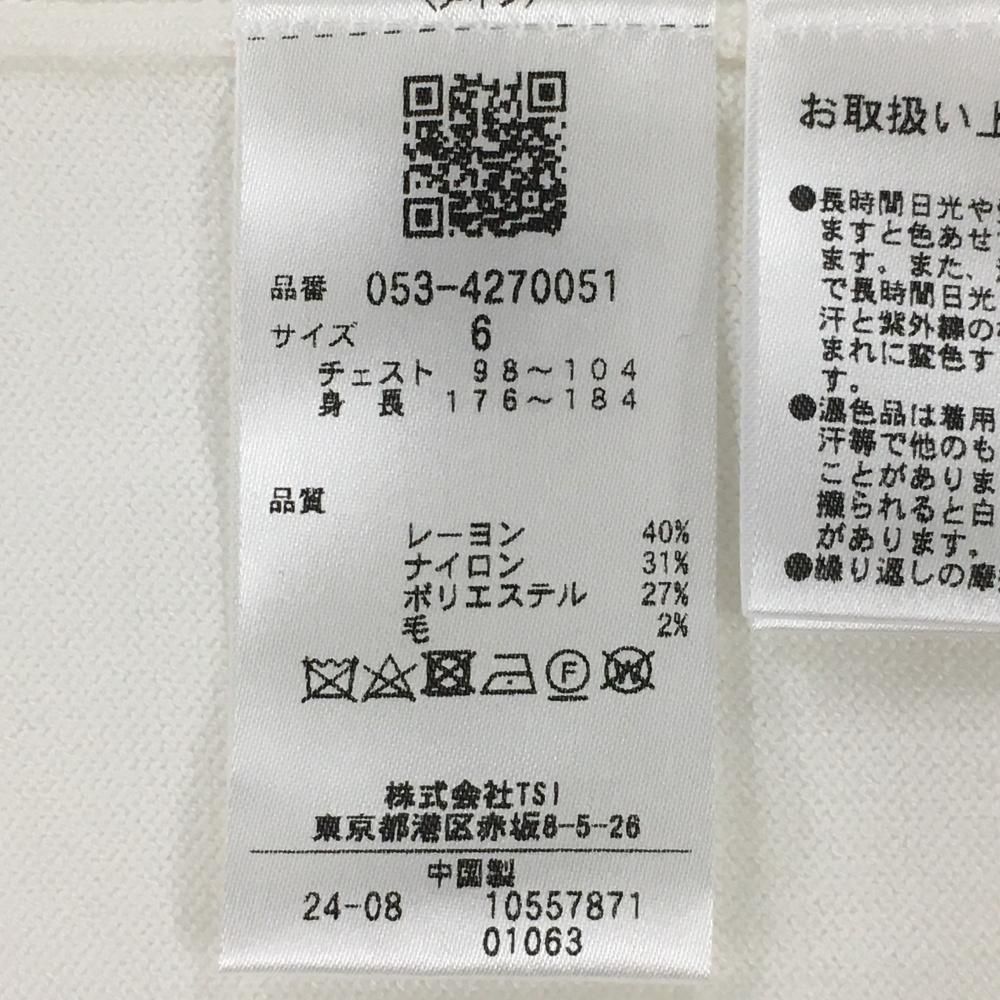 品番 053-4270051
サイズ 6
チェスト 98～104
身長 176～184
品質
レーヨン 40%
ナイロン 31%
ポリエステル 27%
毛 2%
F
W
株式会社TSI
東京都港区赤坂8-5-26
中国製
24-08 10557871
01063
お取扱い上
●長時間日光や
ますと色あせ
ます。また、
で長時間日光
汗と紫外線の
まれに変色す
す。
●濃色品は着用
汗等で他のも
ことがありま
擦られると白
があります。
●繰り返しの摩